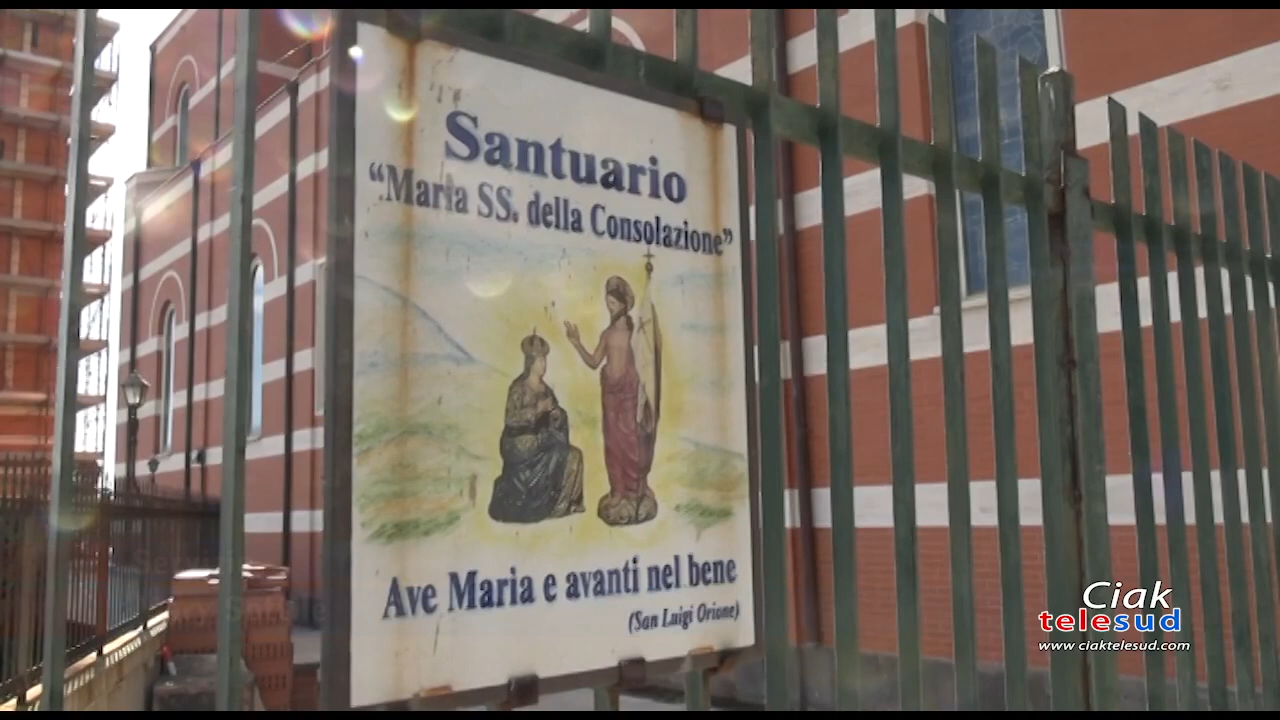 Santuario
“Maria SS. della Consolazione”
Ave Maria e avanti nel bene
(San Luigi Orione)
Ciak
telesud
www.ciaktelesud.com